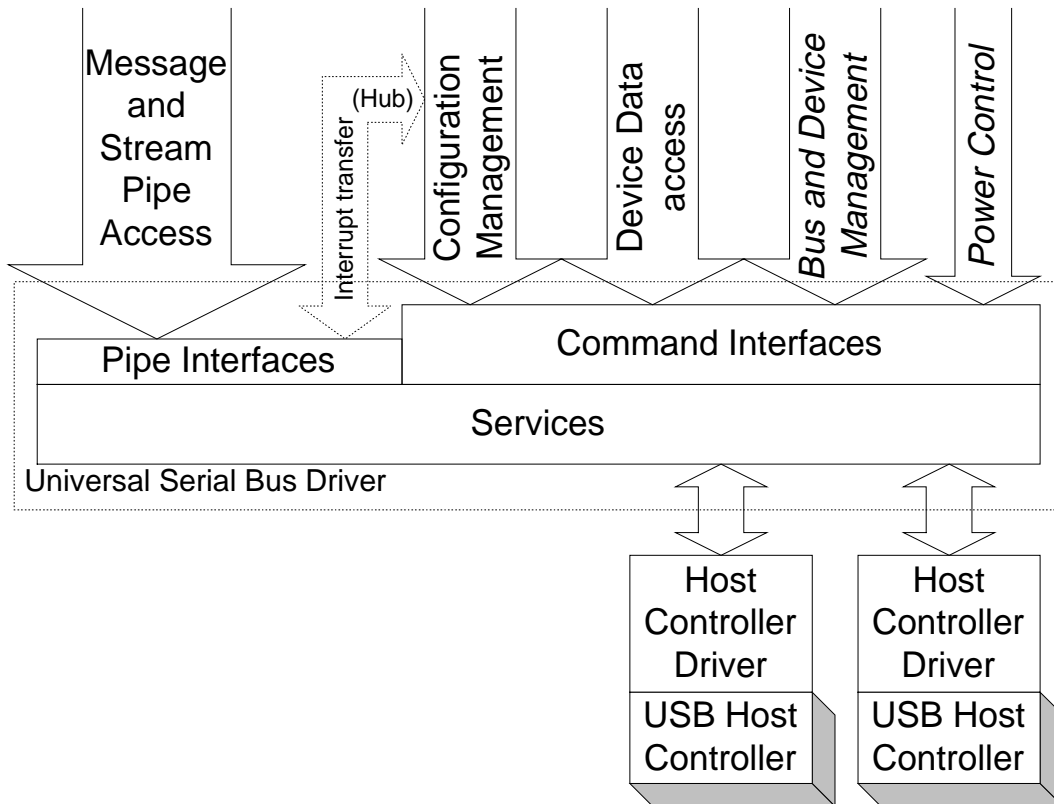 Message
and
Stream
Pipe
Access
(Hub)
Interrupt transfer
Configuration
Management
Device Data
access
Bus and Device
Management
Power Control
Pipe Interfaces
Command Interfaces
Services
Universal Serial Bus Driver
Host
Controller
Driver
USB Host
Controller
Host
Controller
Driver
USB Host
Controller